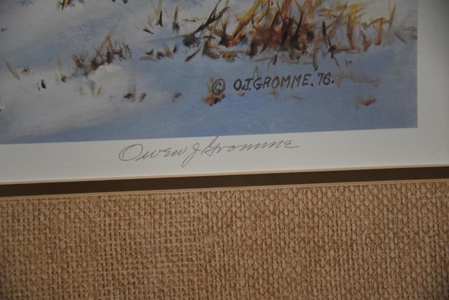 © O.J. GROMME. 76.
Owen J Gromme